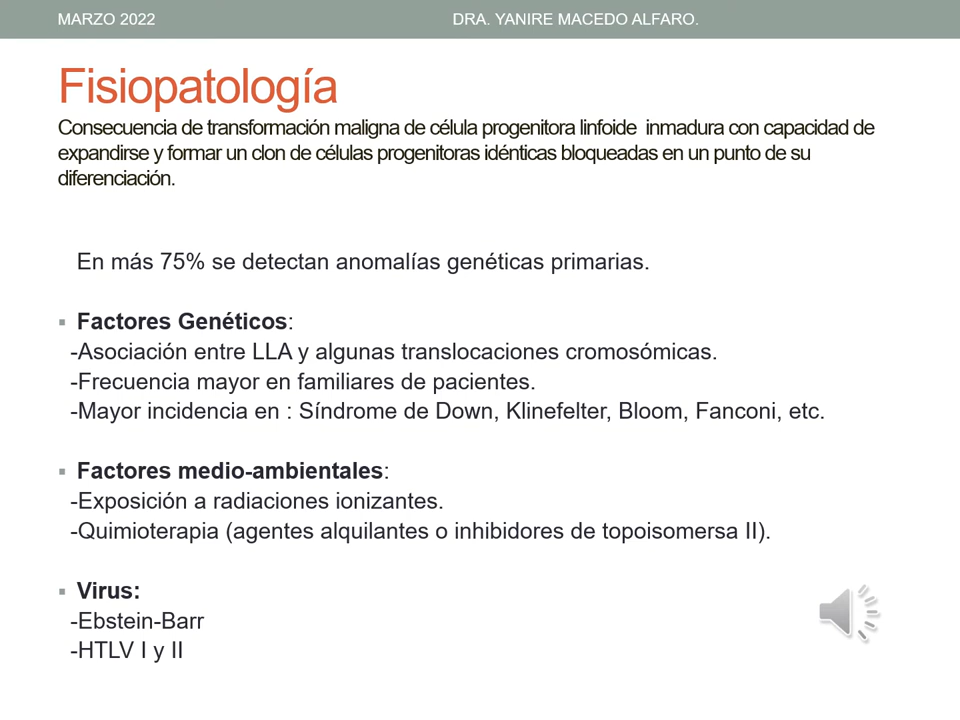 MARZO 2022 DRA. YANIRE MACEDO ALFARO.
Fisiopatología
Consecuencia de transformación maligna de célula progenitora linfoide inmadura con capacidad de
expandirse y formar un clon de células progenitoras idénticas bloqueadas en un punto de su
diferenciación.
En más 75% se detectan anomalías genéticas primarias.
▪ Factores Genéticos:
-Asociación entre LLA y algunas translocaciones cromosómicas.
-Frecuencia mayor en familiares de pacientes.
-Mayor incidencia en : Síndrome de Down, Klinefelter, Bloom, Fanconi, etc.
▪ Factores medio-ambientales:
-Exposición a radiaciones ionizantes.
-Quimioterapia (agentes alquilantes o inhibidores de topoisomersa II).
▪ Virus:
-Ebstein-Barr
-HTLV I y II